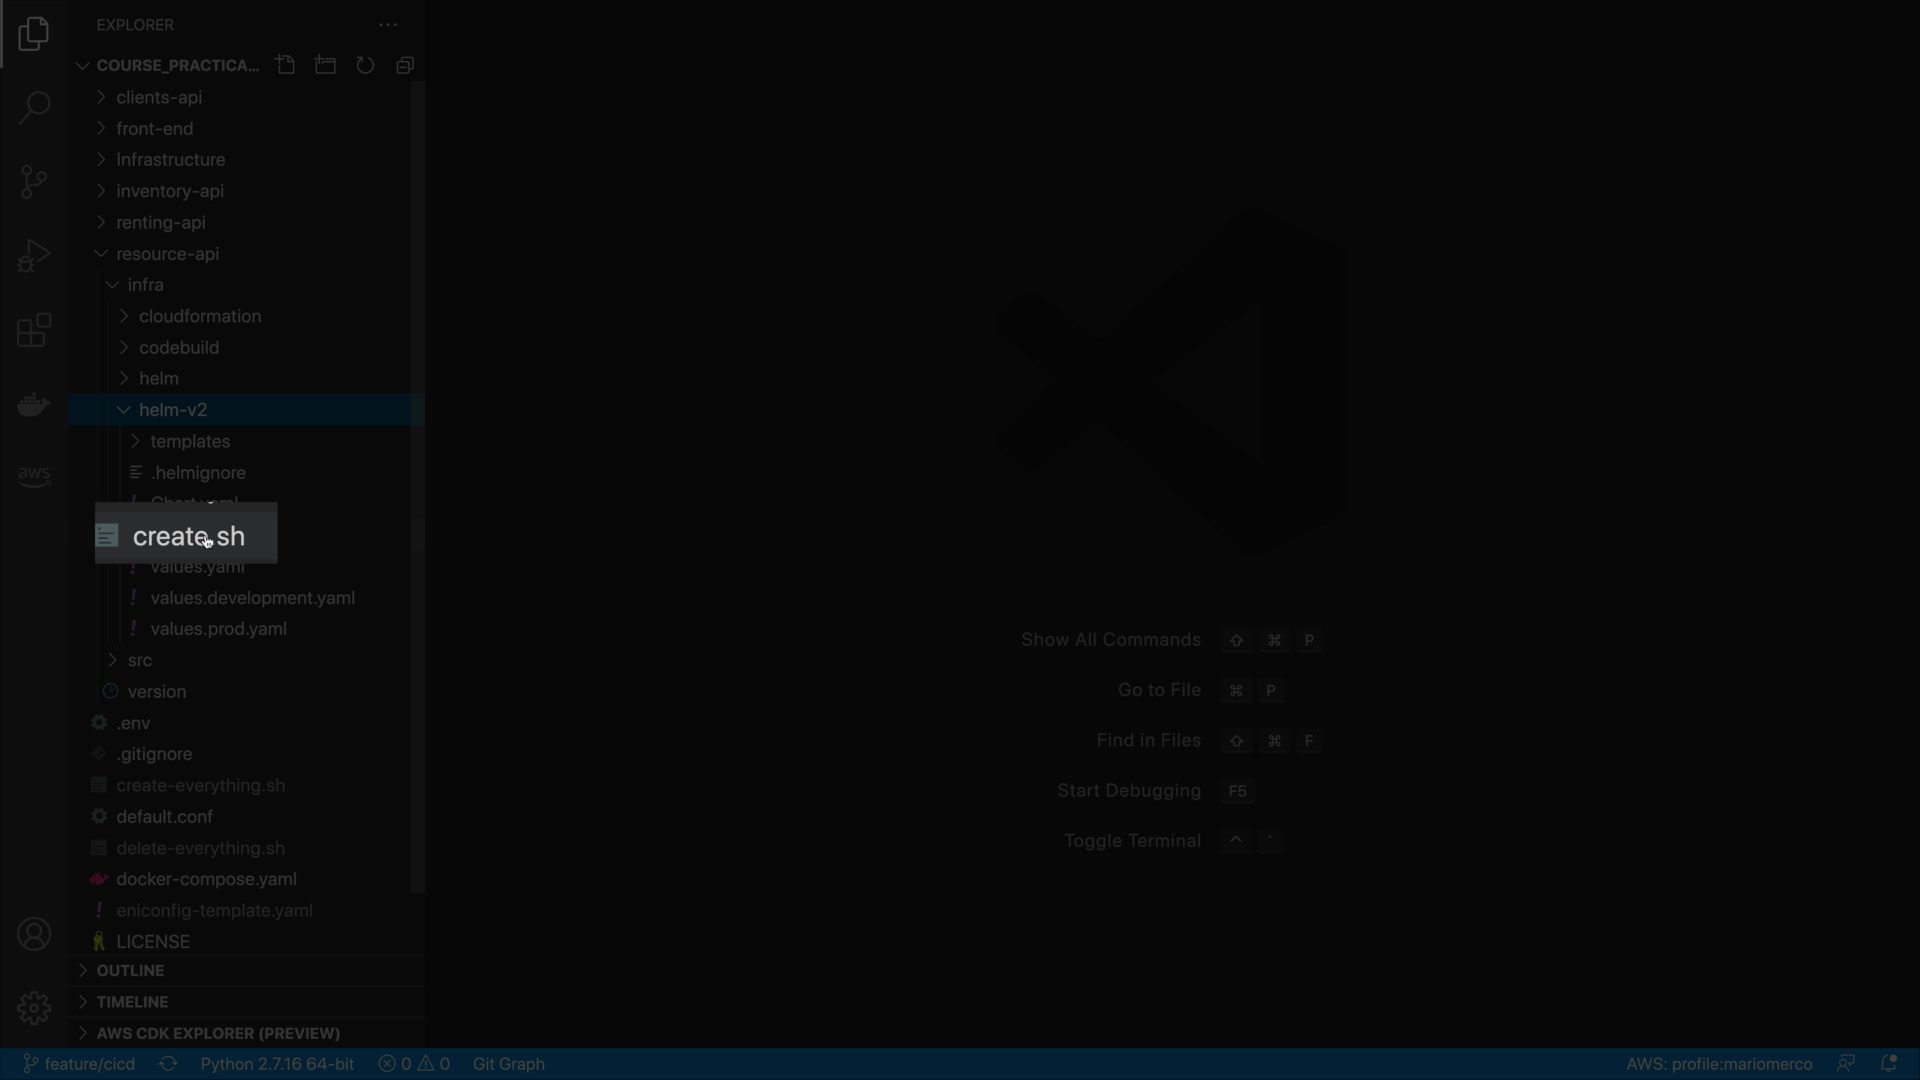 EXPLORER
COURSE_PRACTICA...
clients-api
front-end
Infrastructure
inventory-api
renting-api
resource-api
infra
cloudformation
codebuild
helm
helm-v2
templates
.helmignore
Chart.yaml
create.sh
values.yaml
values.development.yaml
values.prod.yaml
src
version
.env
.gitignore
create-everything.sh
default.conf
delete-everything.sh
docker-compose.yaml
eniconfig-template.yaml
LICENSE
OUTLINE
TIMELINE
AWS CDK EXPLORER (PREVIEW)
aws
Show All Commands ⇧ ⌘ P
Go to File ⌘ P
Find in Files ⇧ ⌘ F
Start Debugging F5
Toggle Terminal ^ `
feature/cicd Python 2.7.16 64-bit 0 0 Git Graph AWS: profile:mariomerco